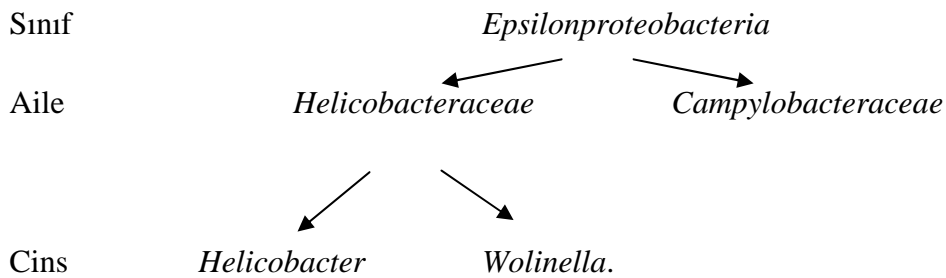 Sınıf Epsilonproteobacteria
Aile Helicobacteraceae Campylobacteraceae
Cins Helicobacter Wolinella.